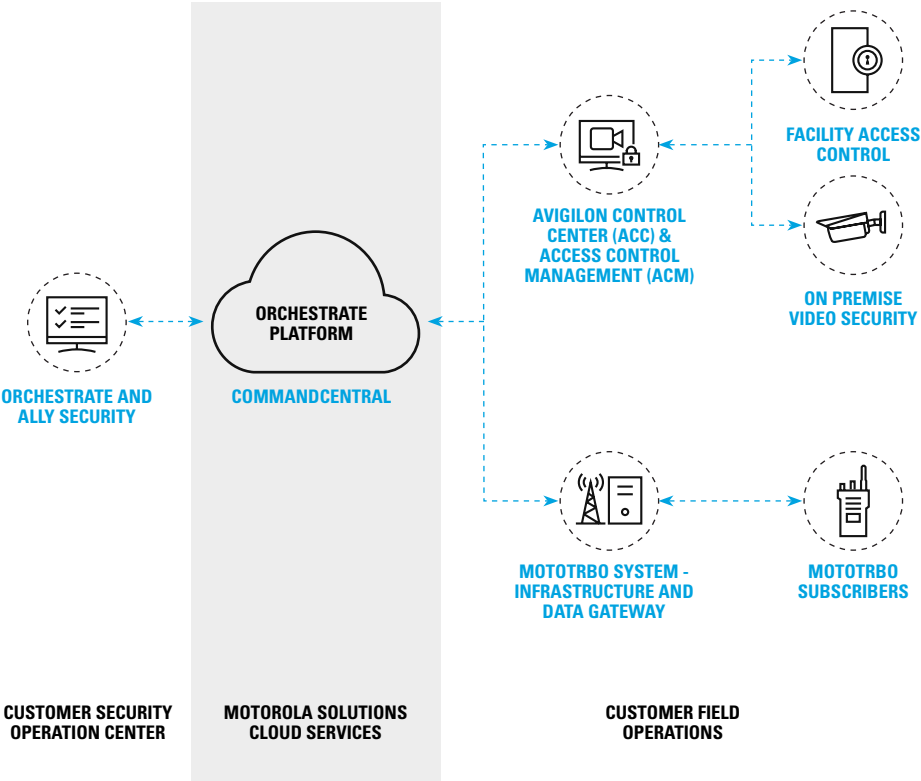 FACILITY ACCESS
CONTROL
AVIGILON CONTROL
CENTER (ACC) &
ACCESS CONTROL
MANAGEMENT (ACM)
ON PREMISE
VIDEO SECURITY
ORCHESTRATE
PLATFORM
ORCHESTRATE AND
ALLY SECURITY
COMMANDCENTRAL
MOTOTRBO SYSTEM -
INFRASTRUCTURE AND
DATA GATEWAY
MOTOTRBO
SUBSCRIBERS
CUSTOMER SECURITY
OPERATION CENTER
MOTOROLA SOLUTIONS
CLOUD SERVICES
CUSTOMER FIELD
OPERATIONS